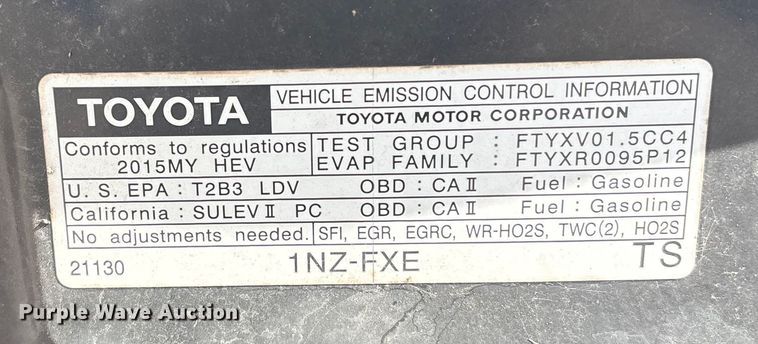 TOYOTA
VEHICLE EMISSION CONTROL INFORMATION
TOYOTA MOTOR CORPORATION
Conforms to regulations
2015MY HEV
TEST GROUP : FTYXV01.5CC4
EVAP FAMILY : FTYXR0095P12
U.S. EPA : T2B3 LDV OBD : CA II Fuel : Gasoline
California : SULEV II PC OBD : CA II Fuel : Gasoline
No adjustments needed. SFI, EGR, EGRC, WR-HO2S, TWC(2), HO2S
21130 1NZ-FXE TS
Purple Wave Auction